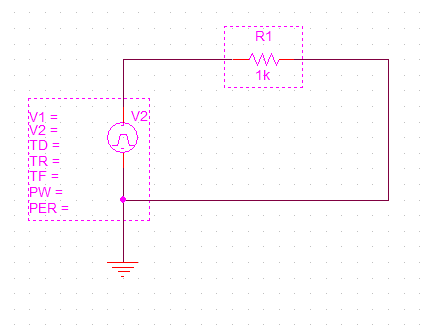 R1
1k
V2
V1 =
V2 =
TD =
TR =
TF =
PW =
PER =